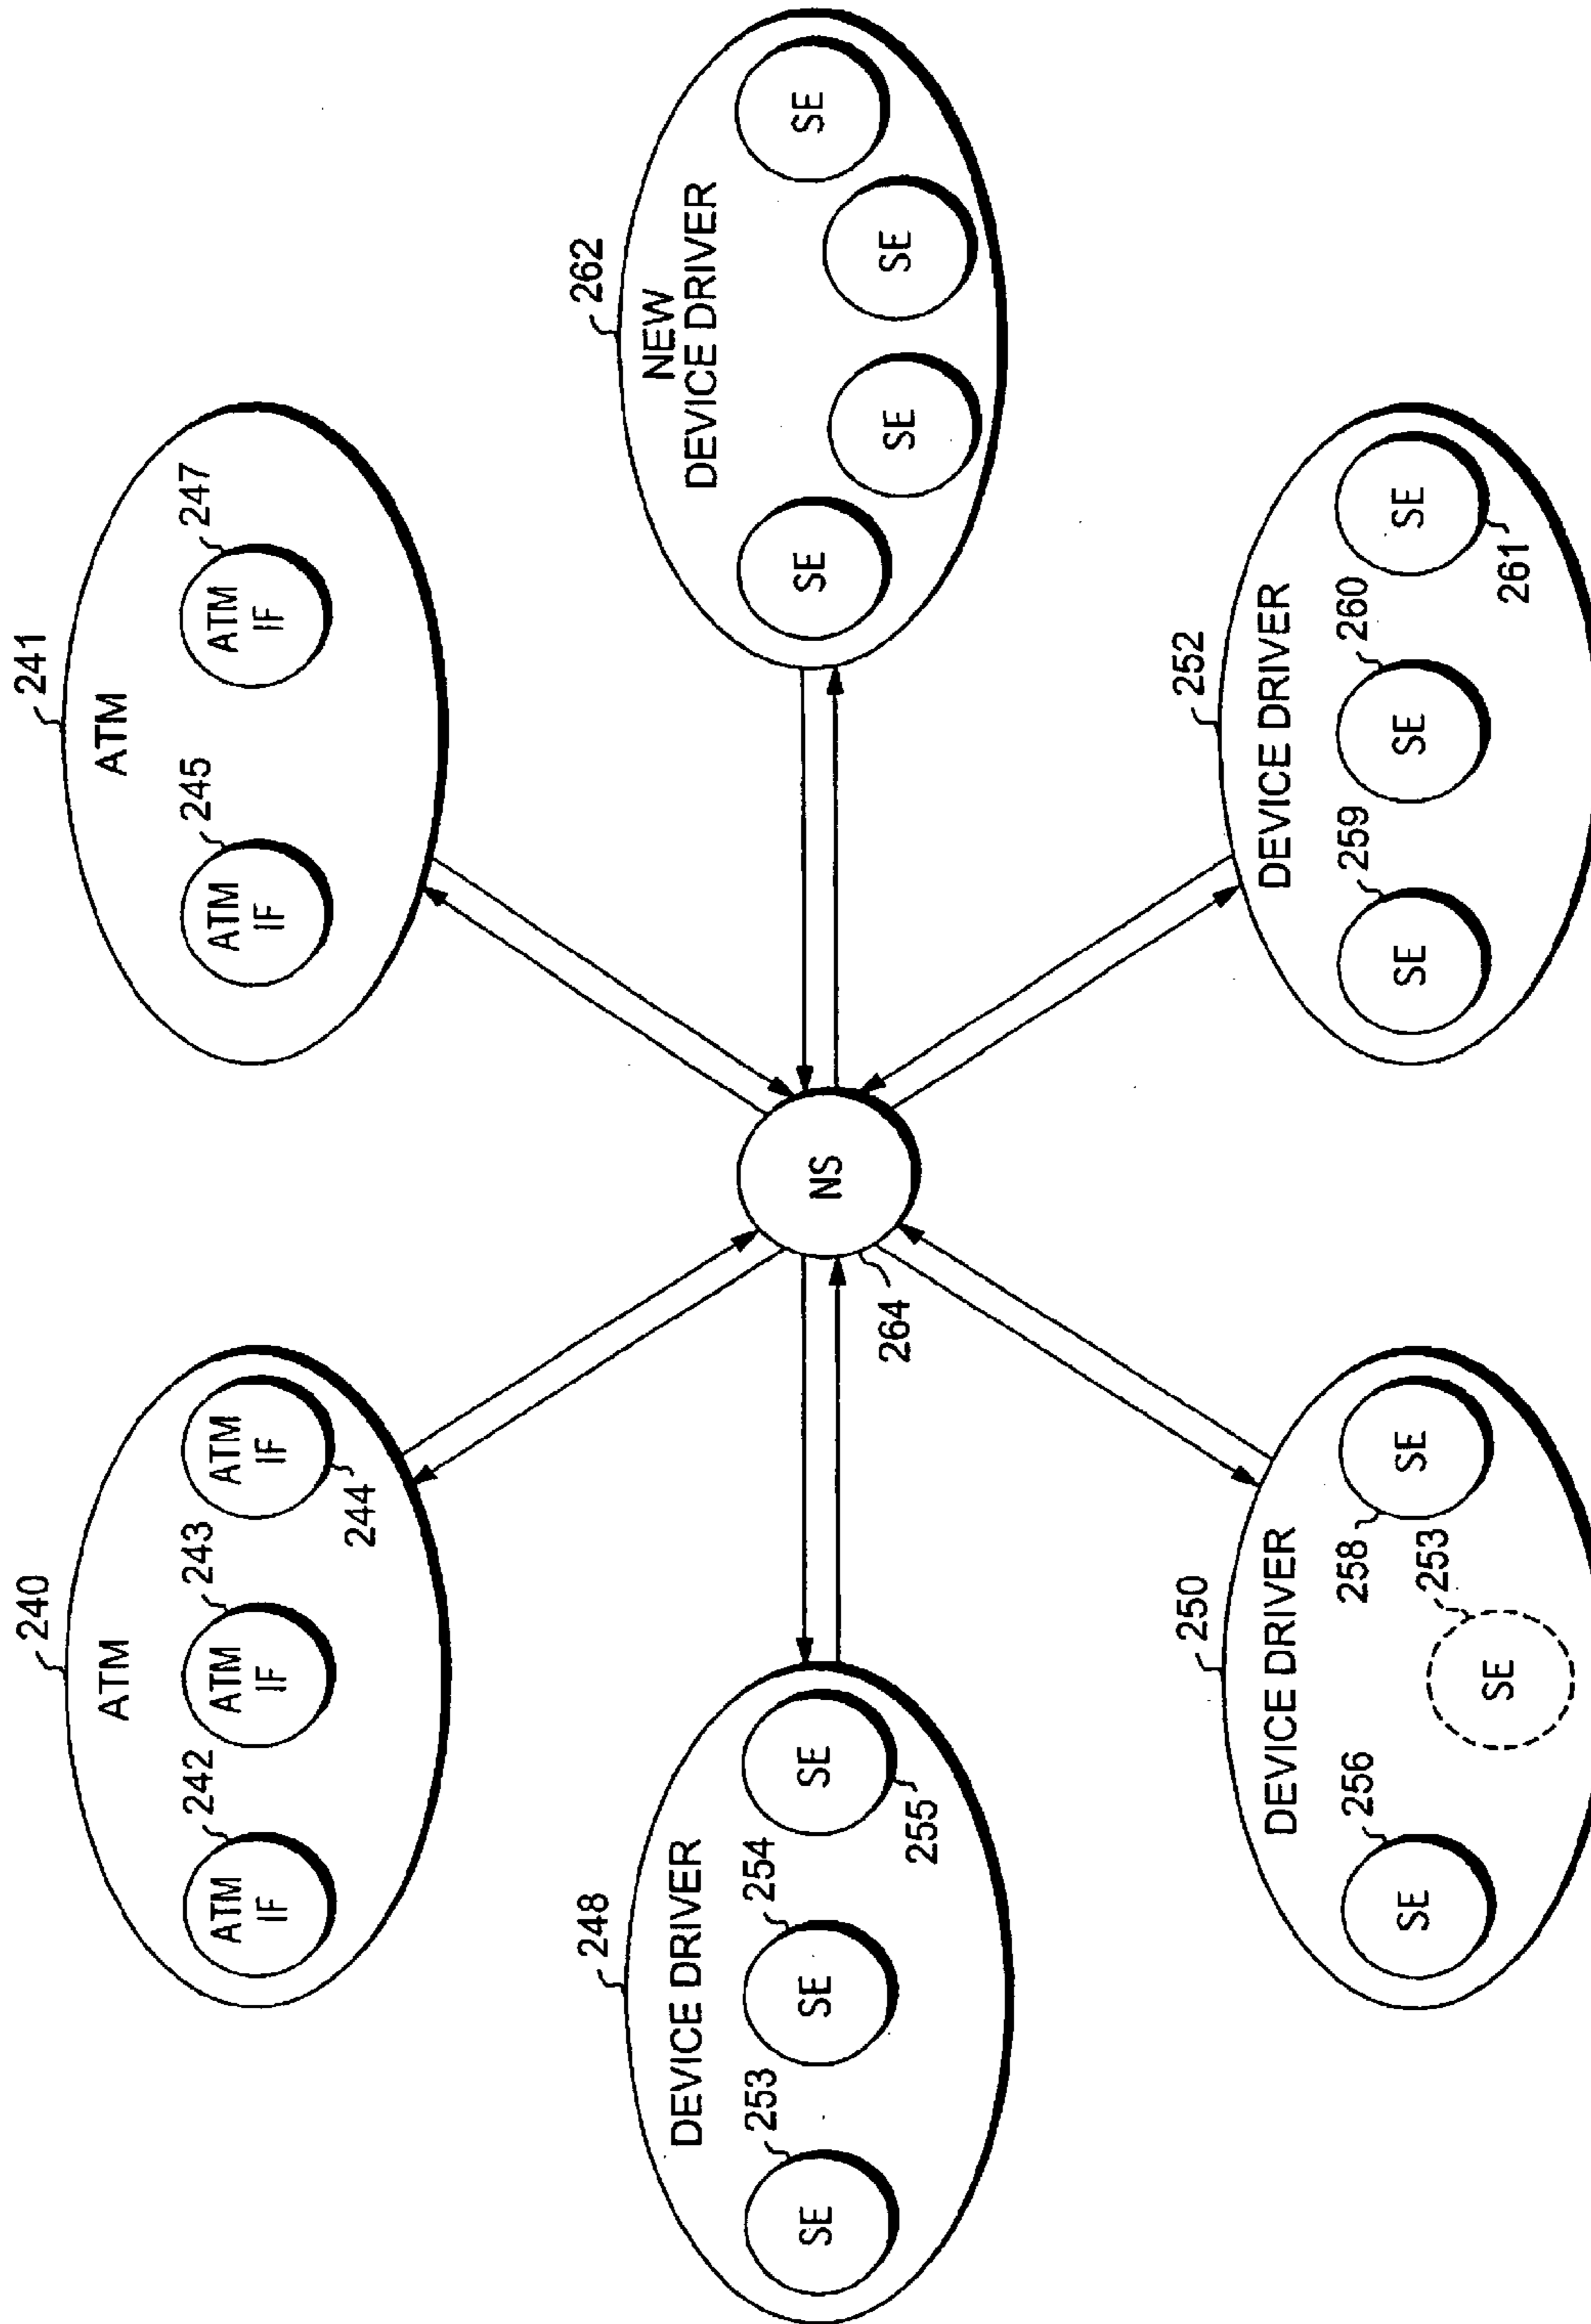 240
ATM
242
243
ATM
IF
ATM
IF
ATM
IF
244
241
ATM
245
247
ATM
IF
ATM
IF
248
DEVICE DRIVER
253
254
SE
SE
SE
255
NS
264
262
NEW
DEVICE DRIVER
SE
SE
SE
SE
250
DEVICE DRIVER
256
258
SE
SE
253
SE
252
DEVICE DRIVER
259
260
SE
SE
SE
261